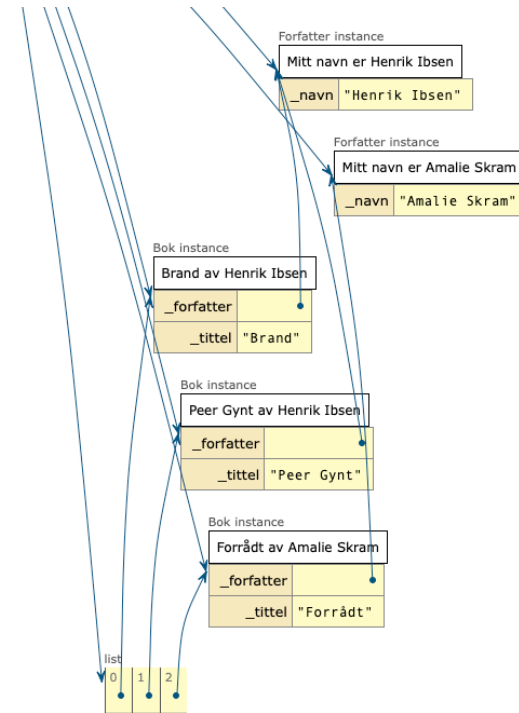 Forfatter instance
Mitt navn er Henrik Ibsen
_navn "Henrik Ibsen"
Forfatter instance
Mitt navn er Amalie Skram
_navn "Amalie Skram"
Bok instance
Brand av Henrik Ibsen
_forfatter
_tittel "Brand"
Bok instance
Peer Gynt av Henrik Ibsen
_forfatter
_tittel "Peer Gynt"
Bok instance
Forrådt av Amalie Skram
_forfatter
_tittel "Forrådt"
list
0 1 2